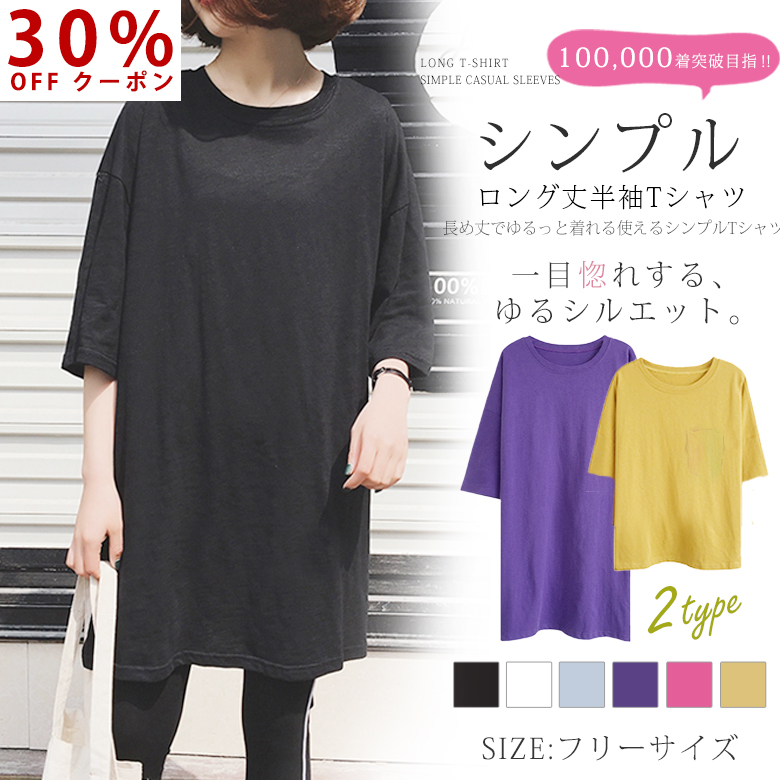 30%
OFF クーポン
LONG T-SHIRT
SIMPLE CASUAL SLEEVES
100,000着突破目指!!
シンプル
ロング丈半袖Tシャツ
長め丈でゆるっと着れる使えるシンプルTシャツ
一目惚れする、
ゆるシルエット。
00%
% NATUR
2type
SIZE:フリーサイズ